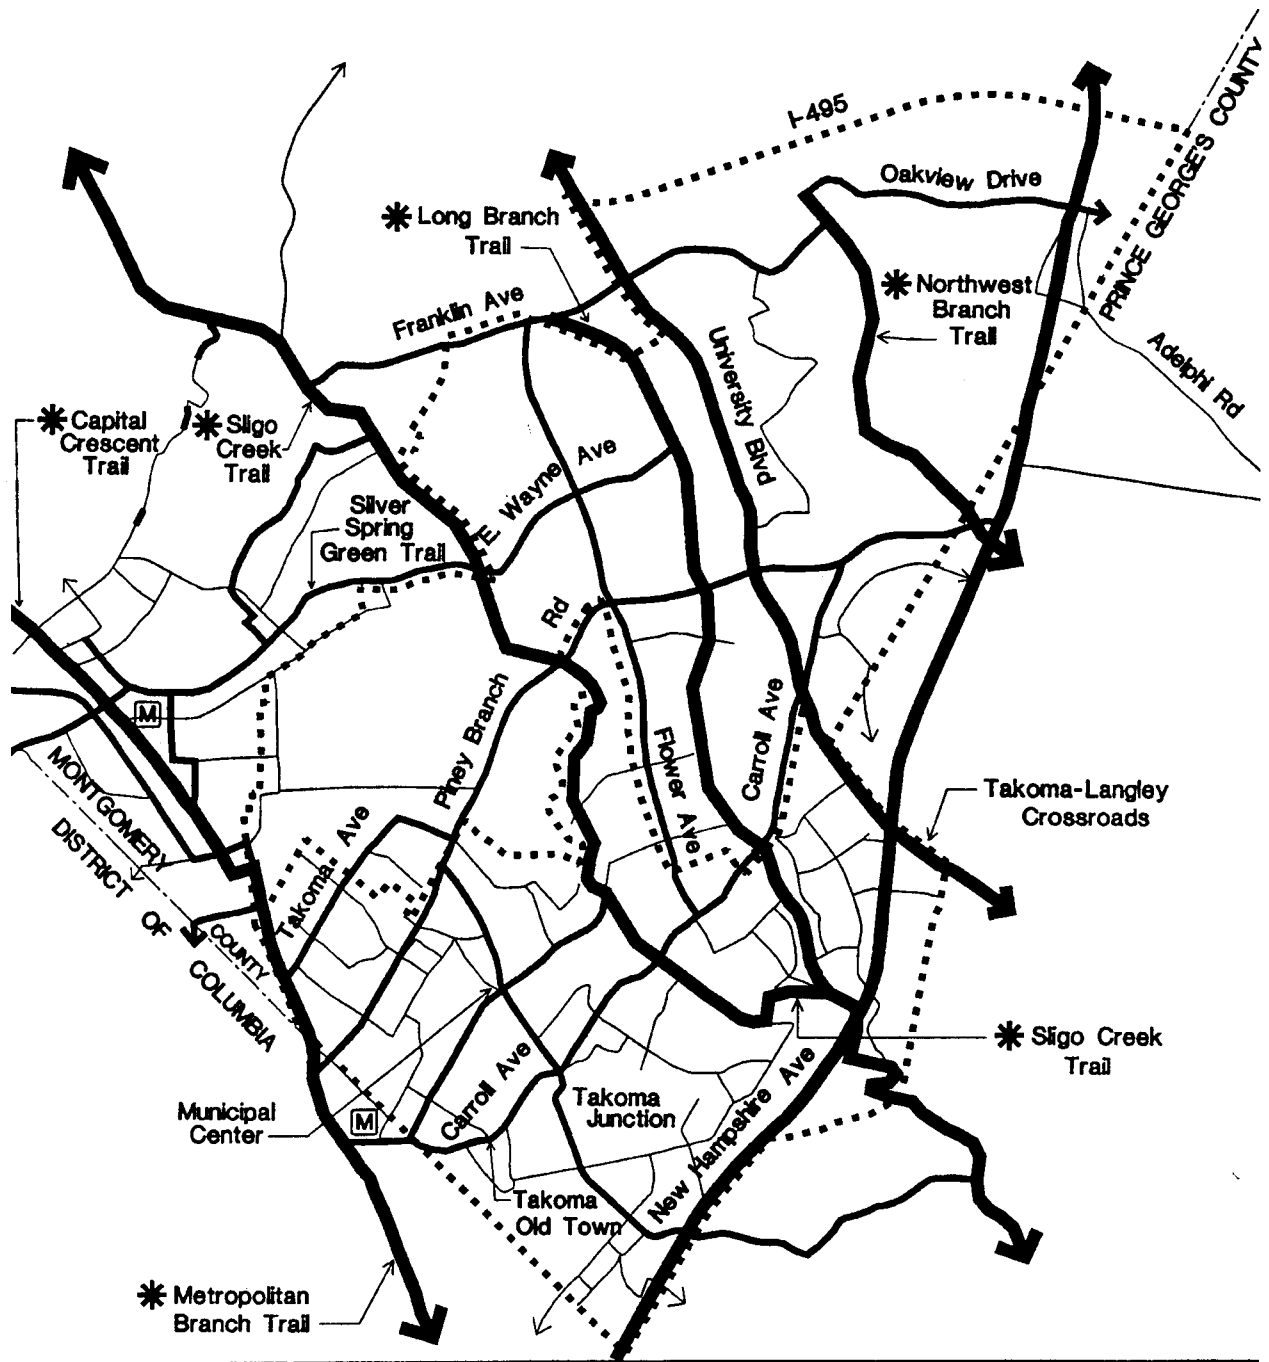 I-495
PRINCE GEORGE'S COUNTY
Oakview Drive
Long Branch
Trail
Northwest
Branch
Trail
Franklin Ave
University Blvd
Adelphi Rd
Capital
Crescent
Trail
Sligo
Creek
Trail
E Wayne Ave
Silver
Spring
Green Trail
Rd
Piney Branch
Carroll Ave
Flower Ave
M
MONTGOMERY
COUNTY
DISTRICT OF
COLUMBIA
Takoma-Langley
Crossroads
Takoma Ave
Sligo Creek
Trail
Carroll Ave
Takoma
Junction
New Hampshire Ave
Municipal
Center
M
Takoma
Old Town
Metropolitan
Branch Trail